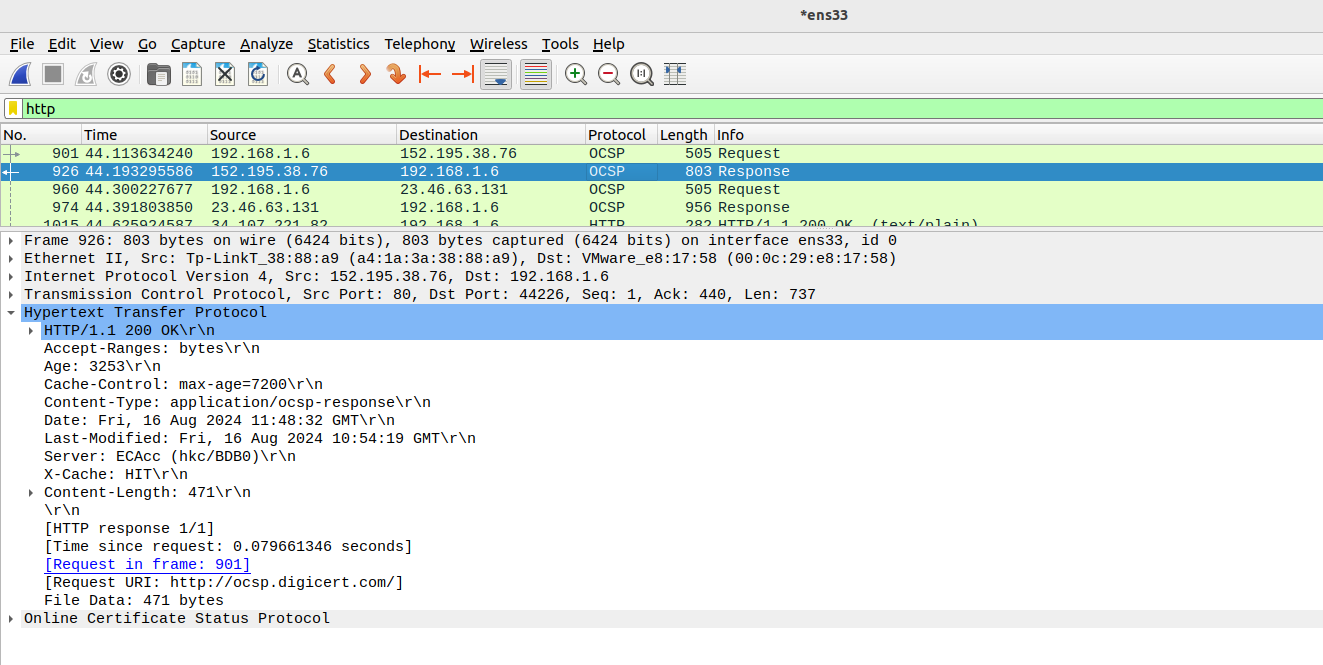 *ens33
File Edit View Go Capture Analyze Statistics Telephony Wireless Tools Help
http
No. Time Source Destination Protocol Length Info
901 44.113634240 192.168.1.6 152.195.38.76 OCSP 505 Request
926 44.193295586 152.195.38.76 192.168.1.6 OCSP 803 Response
960 44.300227677 192.168.1.6 23.46.63.131 OCSP 505 Request
974 44.391803850 23.46.63.131 192.168.1.6 OCSP 956 Response
1015 44.625924587 34.107.221.82 192.168.1.6 HTTP 282 HTTP/1.1 200 OK (text/plain)
Frame 926: 803 bytes on wire (6424 bits), 803 bytes captured (6424 bits) on interface ens33, id 0
Ethernet II, Src: Tp-LinkT_38:88:a9 (a4:1a:3a:38:88:a9), Dst: VMware_e8:17:58 (00:0c:29:e8:17:58)
Internet Protocol Version 4, Src: 152.195.38.76, Dst: 192.168.1.6
Transmission Control Protocol, Src Port: 80, Dst Port: 44226, Seq: 1, Ack: 440, Len: 737
Hypertext Transfer Protocol
HTTP/1.1 200 OK\r\n
Accept-Ranges: bytes\r\n
Age: 3253\r\n
Cache-Control: max-age=7200\r\n
Content-Type: application/ocsp-response\r\n
Date: Fri, 16 Aug 2024 11:48:32 GMT\r\n
Last-Modified: Fri, 16 Aug 2024 10:54:19 GMT\r\n
Server: ECAcc (hkc/BDB0)\r\n
X-Cache: HIT\r\n
Content-Length: 471\r\n
\r\n
[HTTP response 1/1]
[Time since request: 0.079661346 seconds]
[Request in frame: 901]
[Request URI: http://ocsp.digicert.com/]
File Data: 471 bytes
Online Certificate Status Protocol